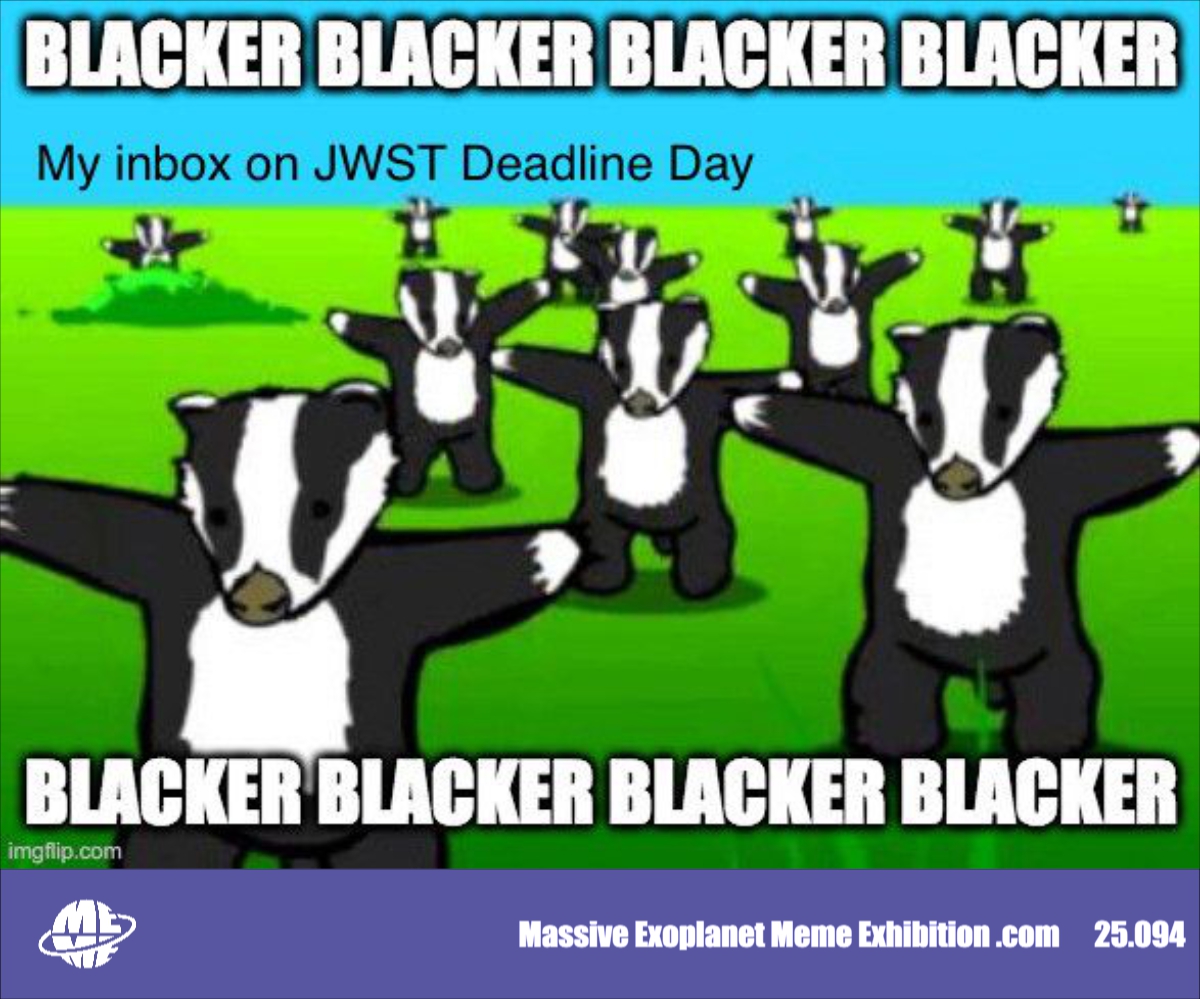 BLACKER BLACKER BLACKER BLACKER
My inbox on JWST Deadline Day
BLACKER BLACKER BLACKER BLACKER
imgflip.com
Massive Exoplanet Meme Exhibition .com 25.094